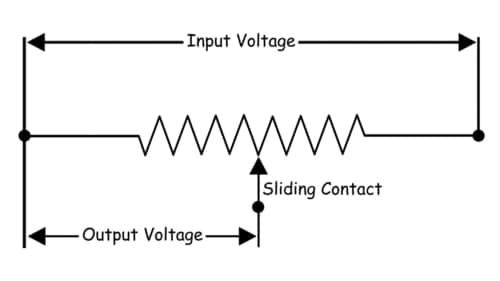 Input Voltage
Sliding Contact
Output Voltage